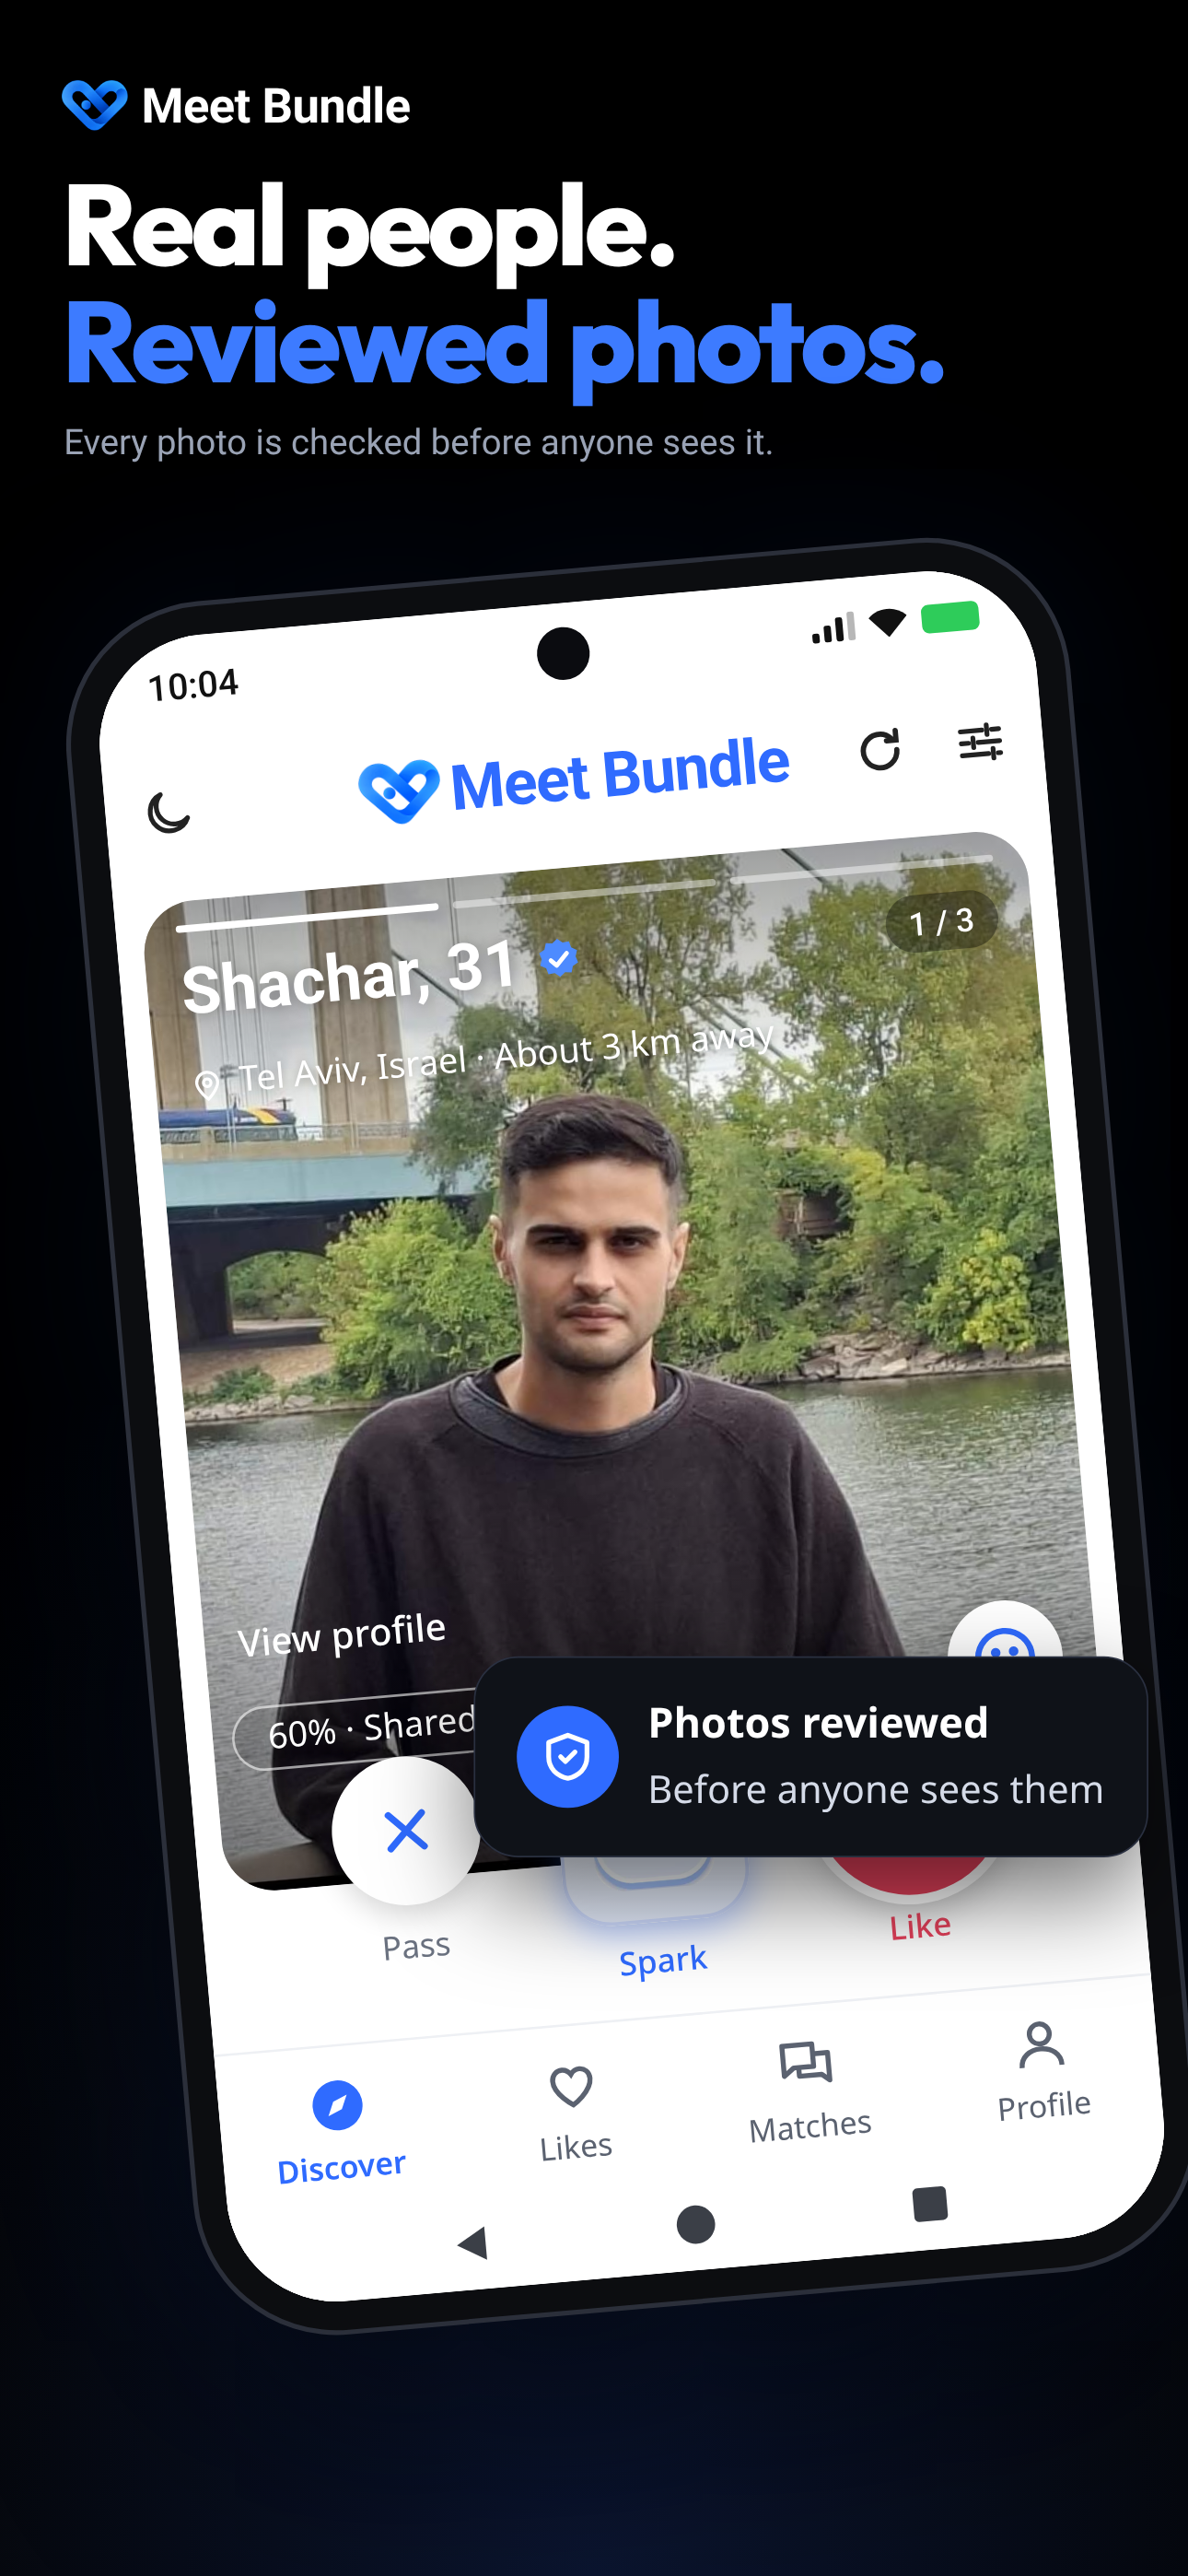 Meet Bundle
Real people.
Reviewed photos.
Every photo is checked before anyone sees it.
10:04
Meet Bundle
1 / 3
Shachar, 31
Tel Aviv, Israel · About 3 km away
View profile
60% · Shared
Photos reviewed
Before anyone sees them
Pass
Spark
Like
Discover
Likes
Matches
Profile